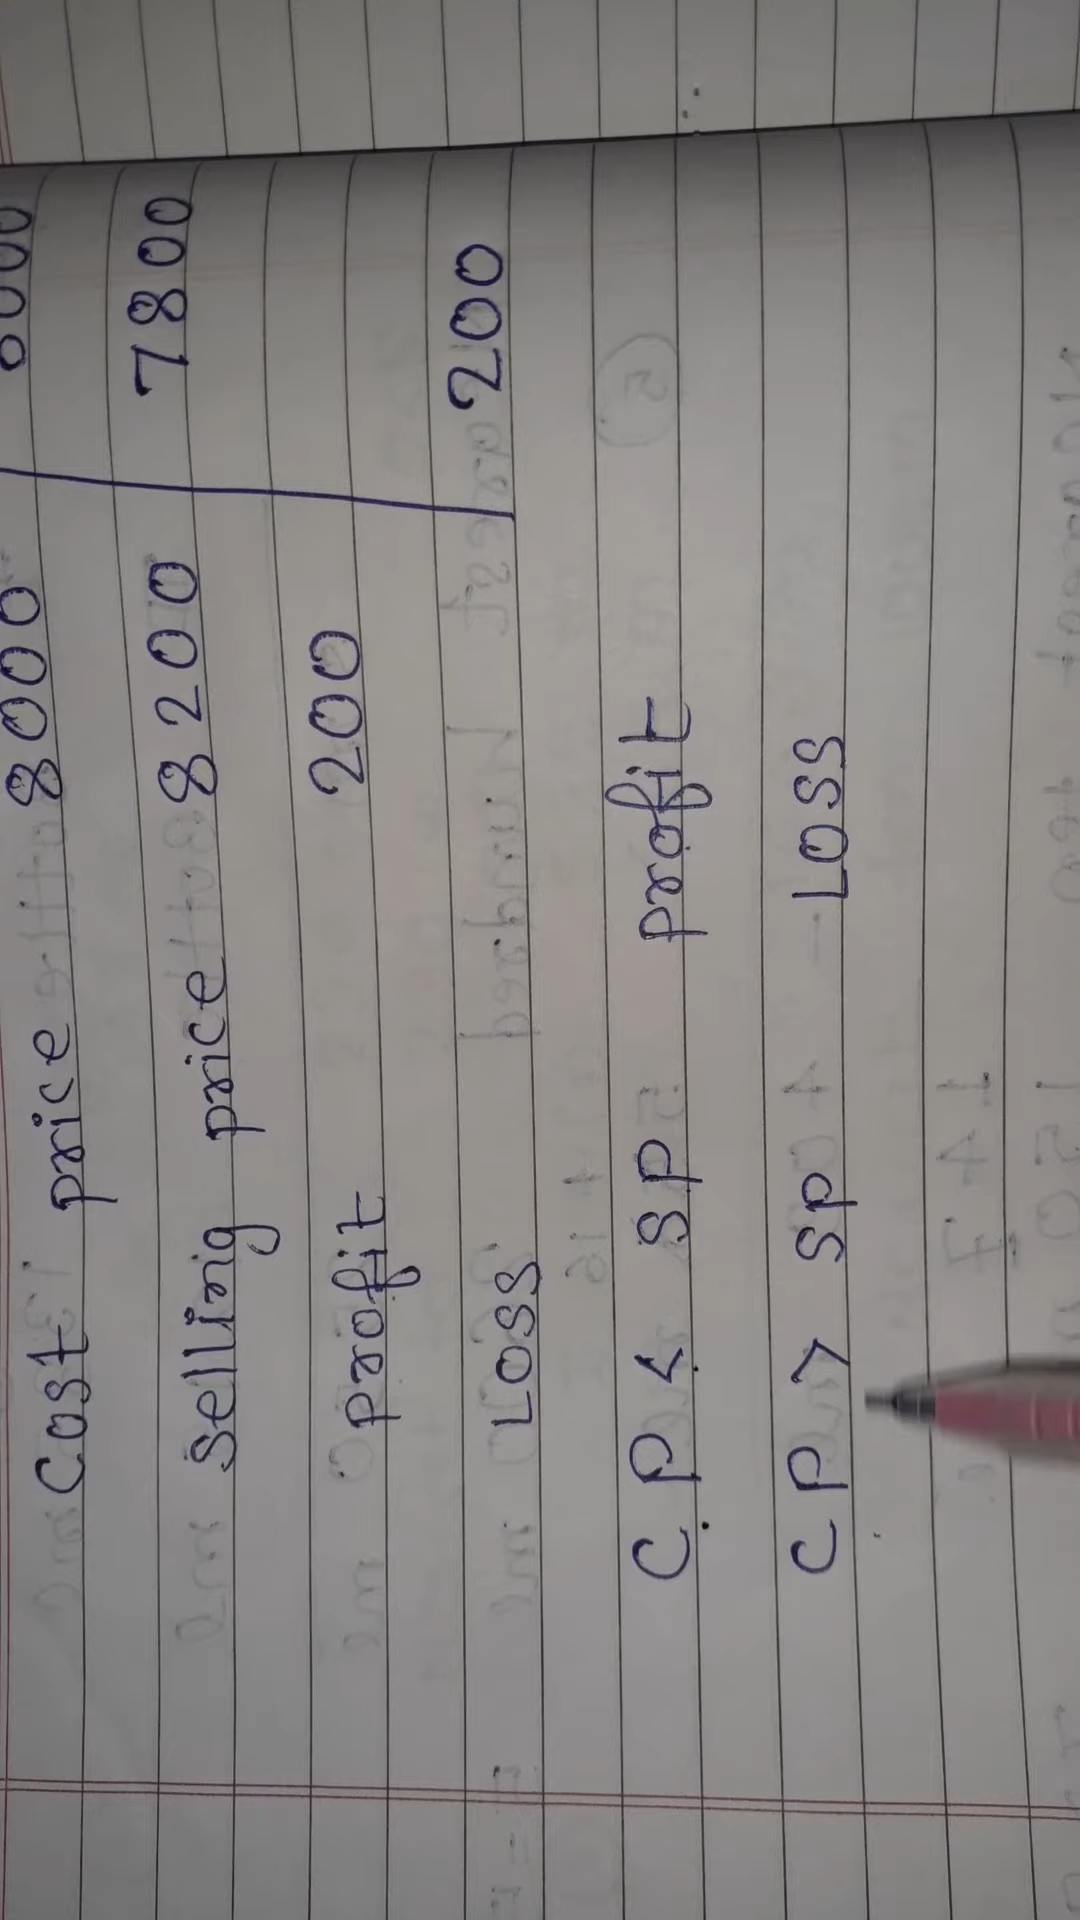 Cost price 8000 8000
Selling price 8200 7800
profit 200
LOSS 200
CP < SP profit
CP > SP LOSS